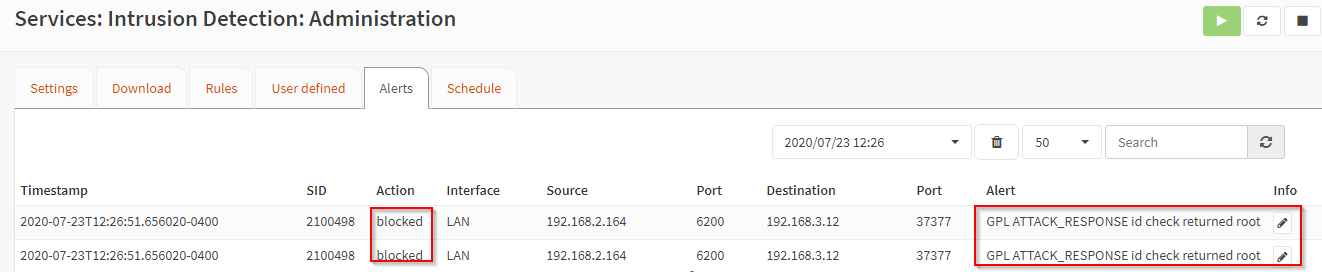 Services: Intrusion Detection: Administration
Settings Download Rules User defined Alerts Schedule
2020/07/23 12:26 50 Search
Timestamp SID Action Interface Source Port Destination Port Alert Info
2020-07-23T12:26:51.656020-0400 2100498 blocked LAN 192.168.2.164 6200 192.168.3.12 37377 GPL ATTACK_RESPONSE id check returned root
2020-07-23T12:26:51.656020-0400 2100498 blocked LAN 192.168.2.164 6200 192.168.3.12 37377 GPL ATTACK_RESPONSE id check returned root